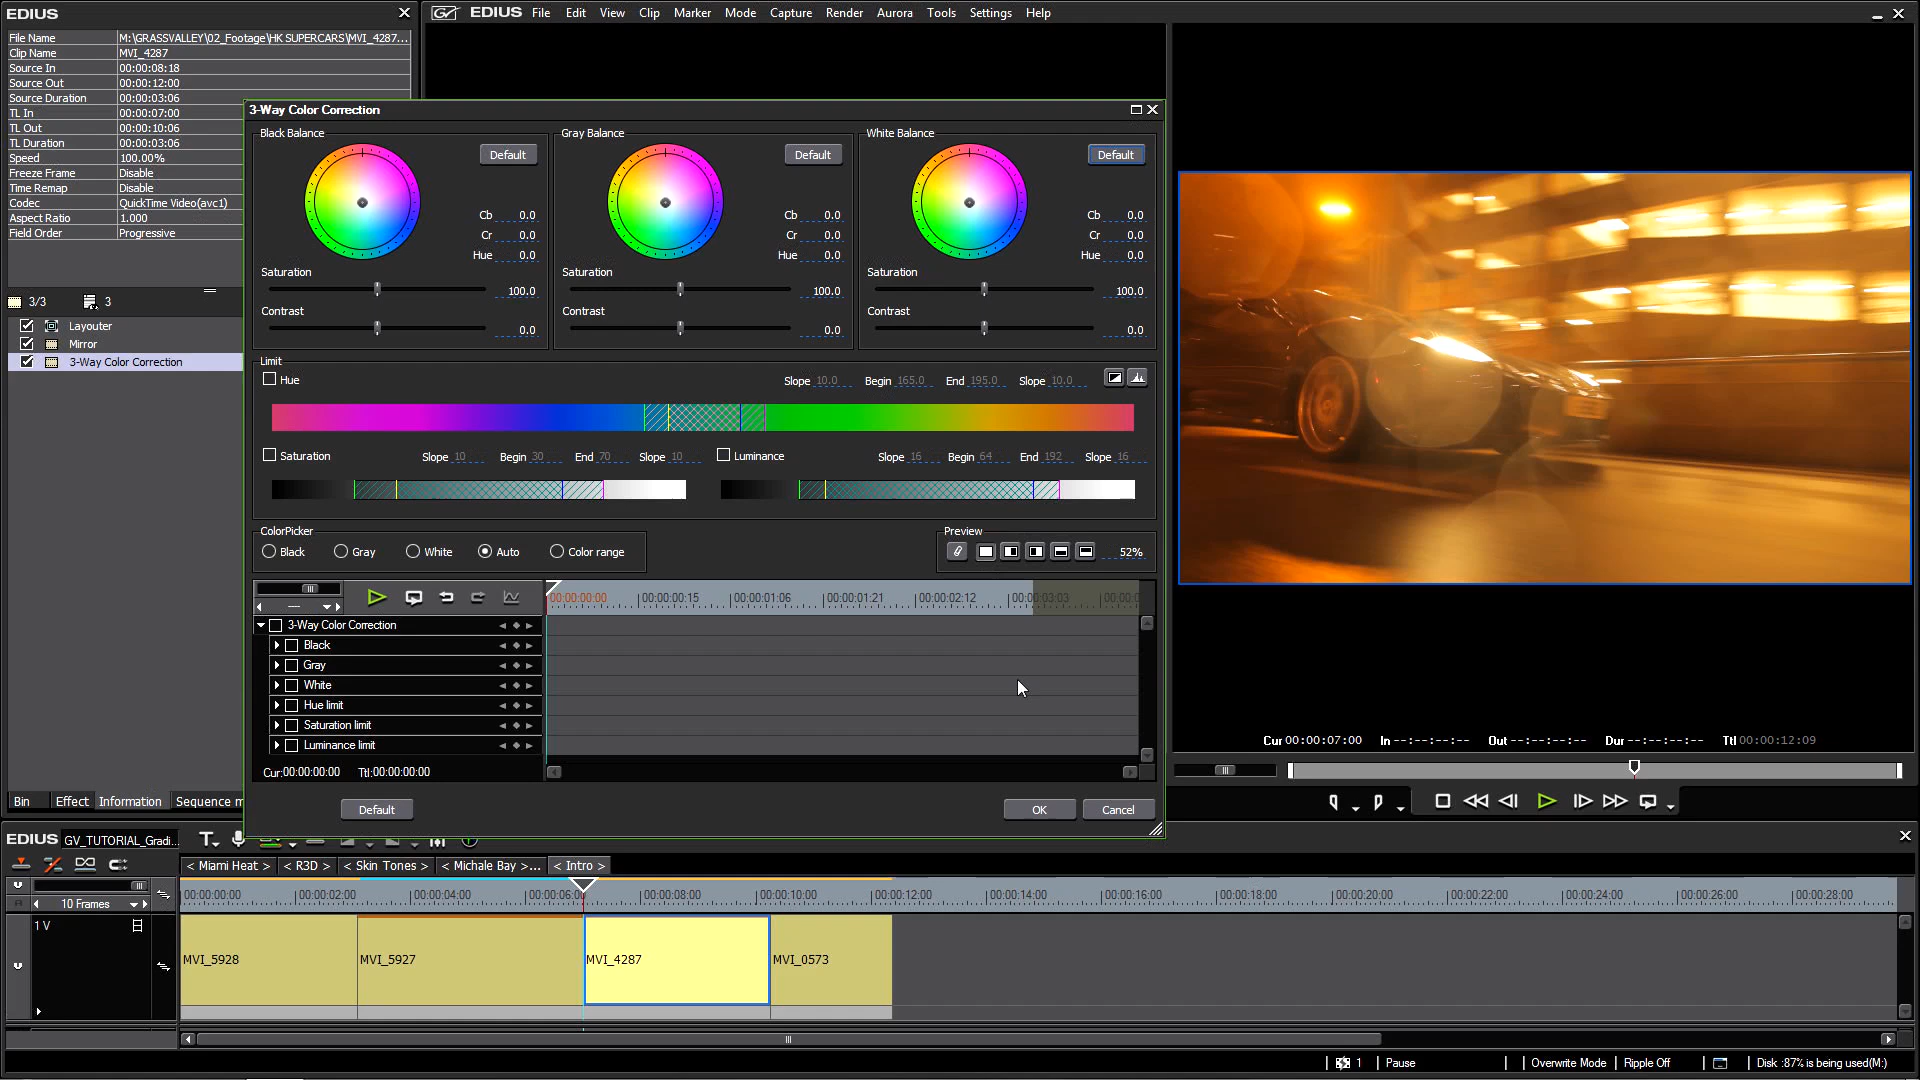 EDIUS
File Name M:\GRASSVALLEY\02_Footage\HK SUPERCARS\MVI_4287...
Clip Name MVI_4287
Source In 00:00:08:18
Source Out 00:00:12:00
Source Duration 00:00:03:06
TL In 00:00:07:00
TL Out 00:00:10:06
TL Duration 00:00:03:06
Speed 100.00%
Freeze Frame Disable
Time Remap Disable
Codec QuickTime Video(avc1)
Aspect Ratio 1.000
Field Order Progressive
3/3 3
Layouter
Mirror
3-Way Color Correction
Bin Effect Information Sequence m
EDIUS File Edit View Clip Marker Mode Capture Render Aurora Tools Settings Help
3-Way Color Correction
Black Balance Gray Balance White Balance
Default Default Default
Cb 0.0 Cb 0.0 Cb 0.0
Cr 0.0 Cr 0.0 Cr 0.0
Hue 0.0 Hue 0.0 Hue 0.0
Saturation Saturation Saturation
100.0 100.0 100.0
Contrast Contrast Contrast
0.0 0.0 0.0
Limit
Hue Slope 10.0 Begin 165.0 End 195.0 Slope 10.0
Saturation Slope 10 Begin 30 End 70 Slope 10 Luminance Slope 16 Begin 64 End 192 Slope 16
ColorPicker Preview
Black Gray White Auto Color range 52%
--- 00:00:00:00 00:00:00:15 00:00:01:06 00:00:01:21 00:00:02:12 00:00:03:03 00:00:0
3-Way Color Correction
Black
Gray
White
Hue limit
Saturation limit
Luminance limit
Cur:00:00:00:00 Ttl:00:00:00:00
Default OK Cancel
Cur 00:00:07:00 In --:--:--:-- Out --:--:--:-- Dur --:--:--:-- Ttl 00:00:12:09
EDIUS GV_TUTORIAL_Gradi... T
< Miami Heat > < R3D > < Skin Tones > < Michale Bay >... < Intro >
10 Frames 00:00:00:00 00:00:02:00 00:00:04:00 00:00:06:00 00:00:08:00 00:00:10:00 00:00:12:00 00:00:14:00 00:00:16:00 00:00:18:00 00:00:20:00 00:00:22:00 00:00:24:00 00:00:26:00 00:00:28:00
1 V
MVI_5928 MVI_5927 MVI_4287 MVI_0573
1 Pause Overwrite Mode Ripple Off Disk :87% is being used(M:)